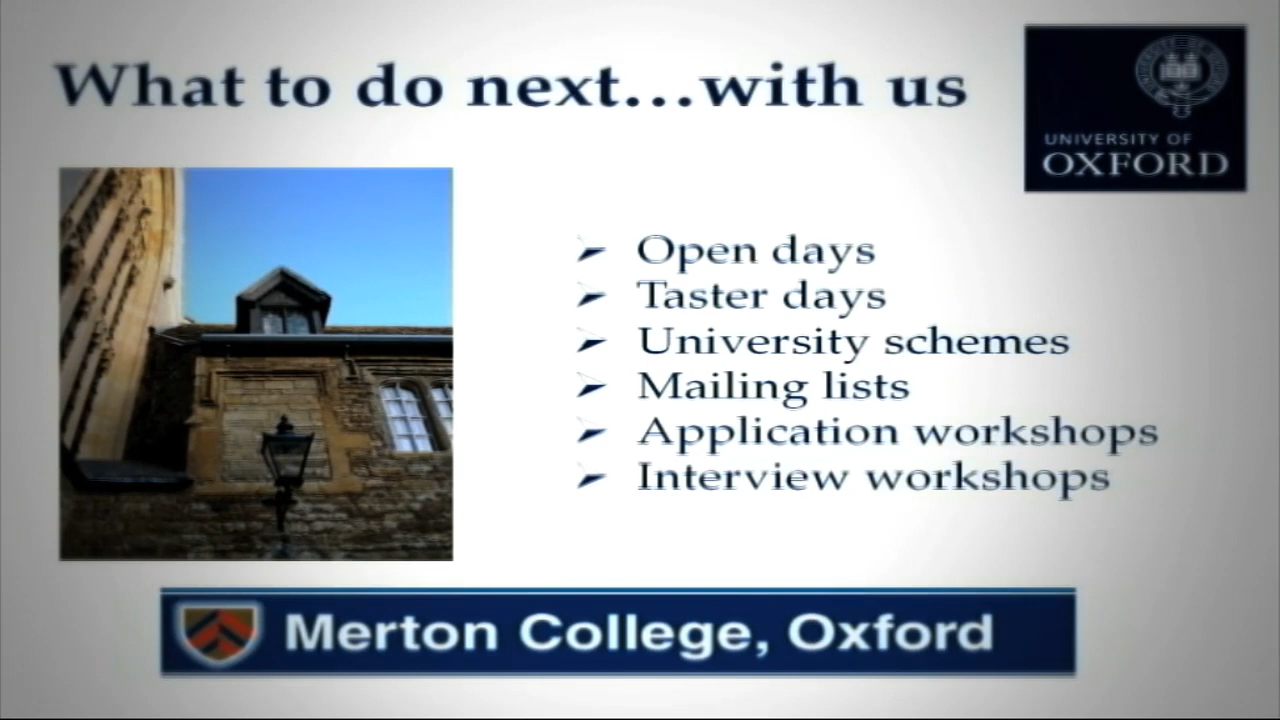 What to do next...with us
UNIVERSITY OF
OXFORD
Open days
Taster days
University schemes
Mailing lists
Application workshops
Interview workshops
Merton College, Oxford